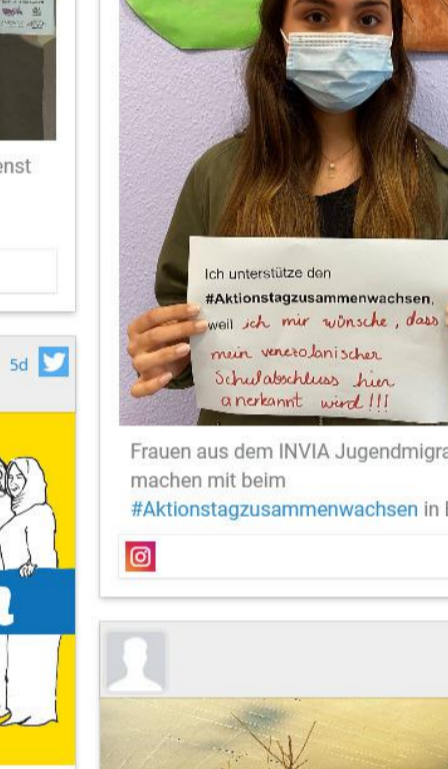 enst
5d
Ich unterstütze den
#Aktionstagzusammenwachsen,
weil ich mir wünsche, dass
mein venezolanischer
Schulabschluss hier
anerkannt wird!!!
Frauen aus dem INVIA Jugendmigra
machen mit beim
#Aktionstagzusammenwachsen in